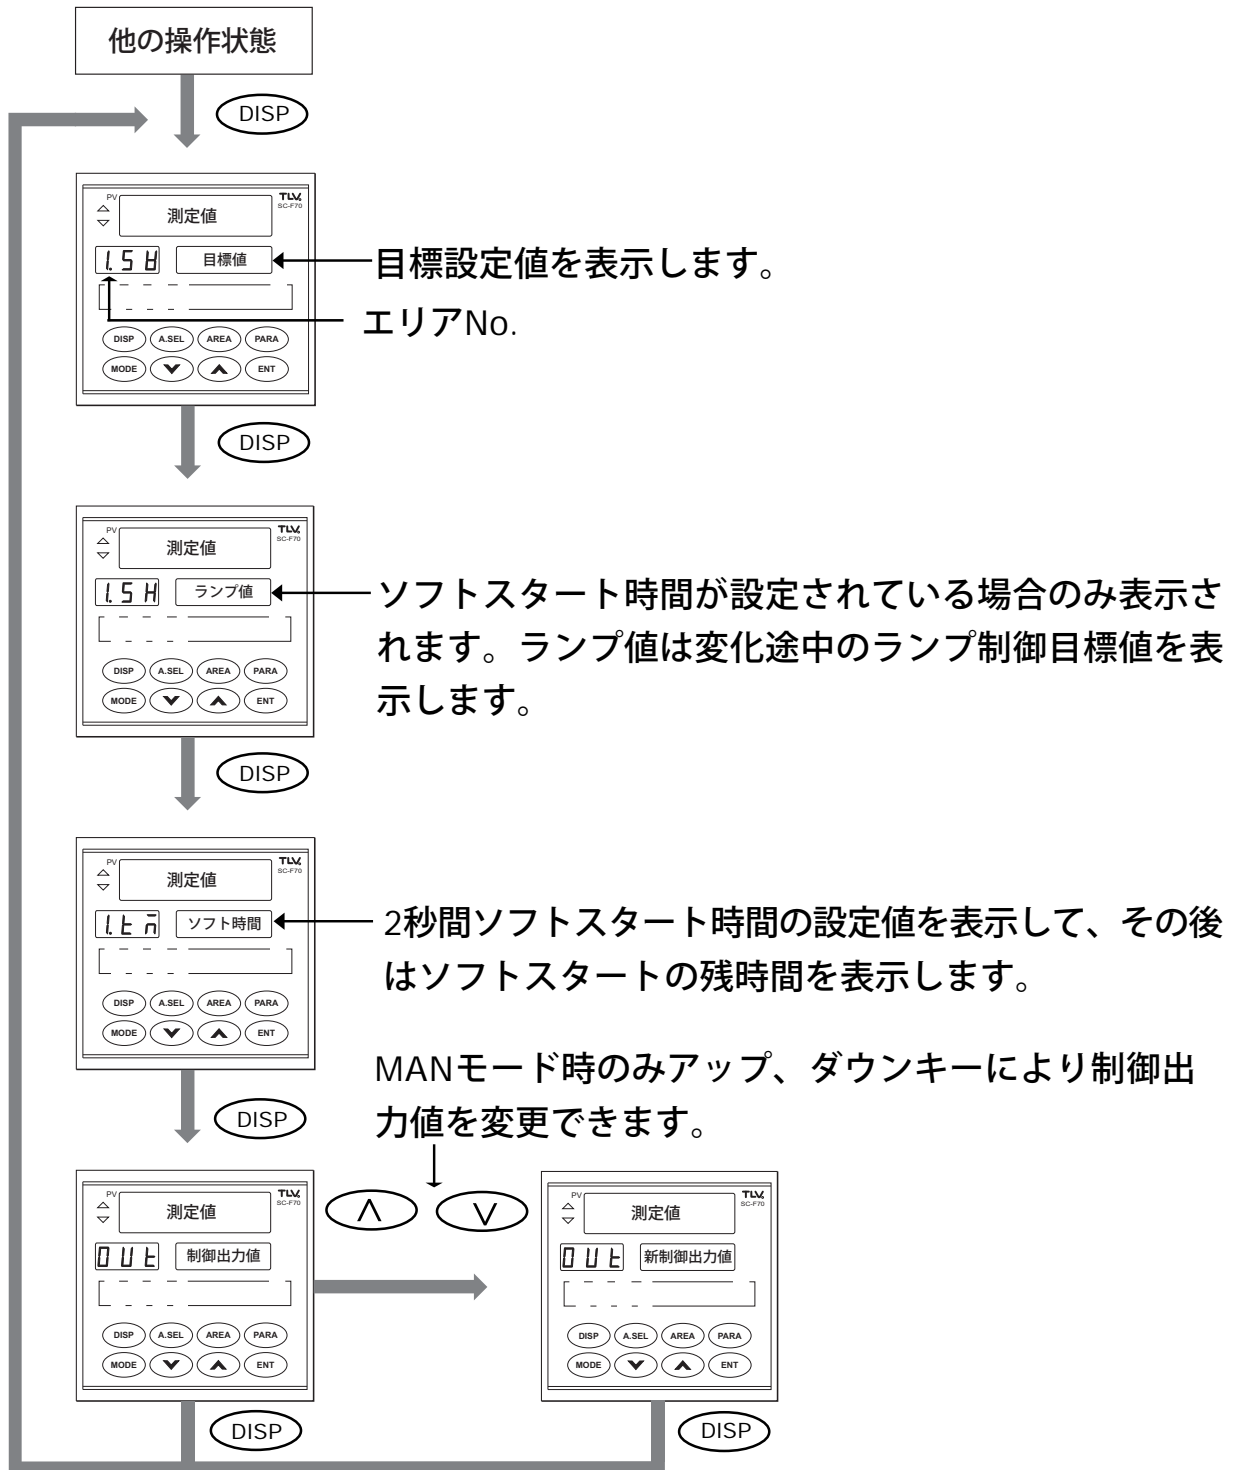 他の操作状態
DISP
PV
TLV
SC-F70
測定値
1.SV 目標値
目標設定値を表示します。
エリアNo.
DISP A.SEL AREA PARA
MODE ENT
DISP
PV
TLV
SC-F70
測定値
1.SH ランプ値
ソフトスタート時間が設定されている場合のみ表示さ
れます。ランプ値は変化途中のランプ制御目標値を表
示します。
DISP A.SEL AREA PARA
MODE ENT
DISP
PV
TLV
SC-F70
測定値
ソフト時間
2秒間ソフトスタート時間の設定値を表示して、その後
はソフトスタートの残時間を表示します。
DISP A.SEL AREA PARA
MODE ENT
MANモード時のみアップ、ダウンキーにより制御出
力値を変更できます。
DISP
PV
TLV
SC-F70
測定値
OUt 制御出力値
DISP A.SEL AREA PARA
MODE ENT
DISP
PV
TLV
SC-F70
測定値
OUt 新制御出力値
DISP A.SEL AREA PARA
MODE ENT
DISP